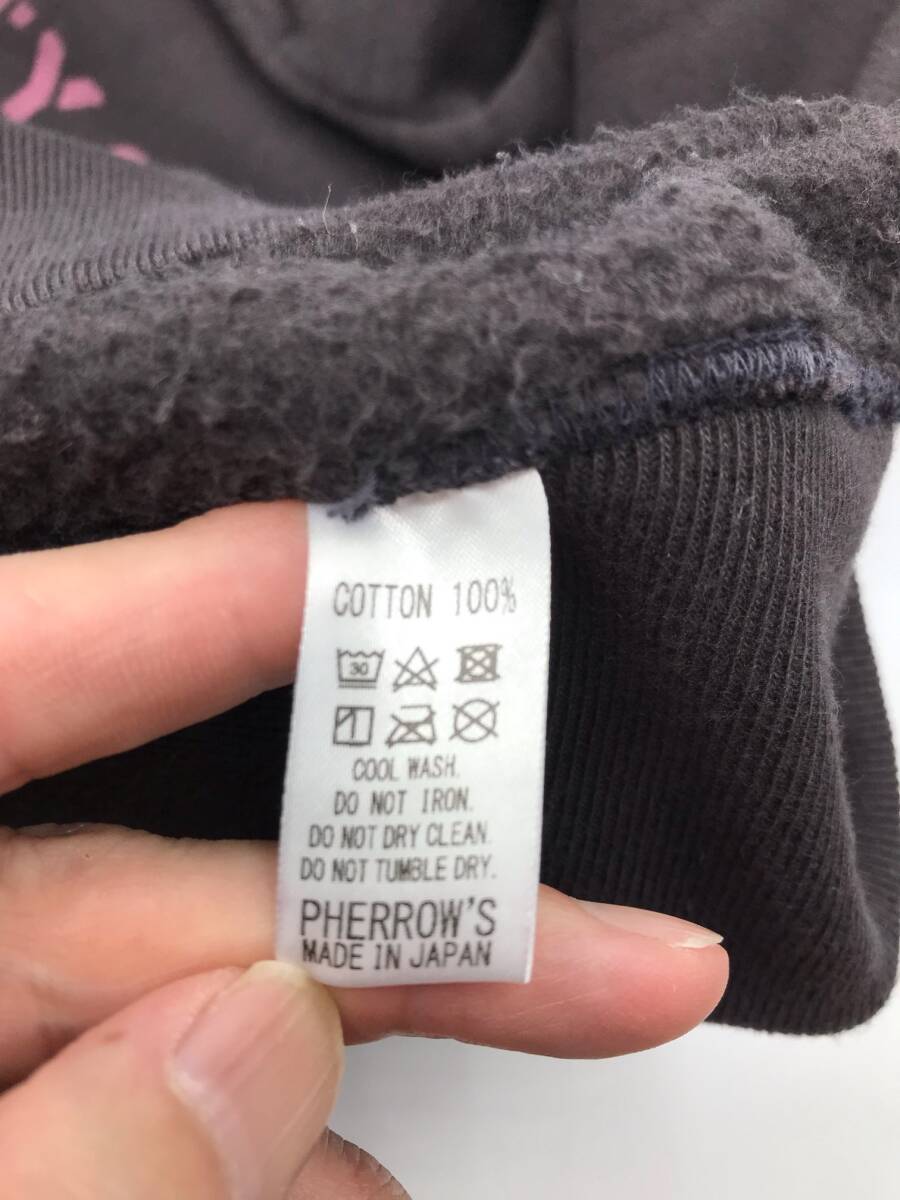 COTTON 100%
30
COOL WASH.
DO NOT IRON.
DO NOT DRY CLEAN.
DO NOT TUMBLE DRY.
PHERROW'S
MADE IN JAPAN